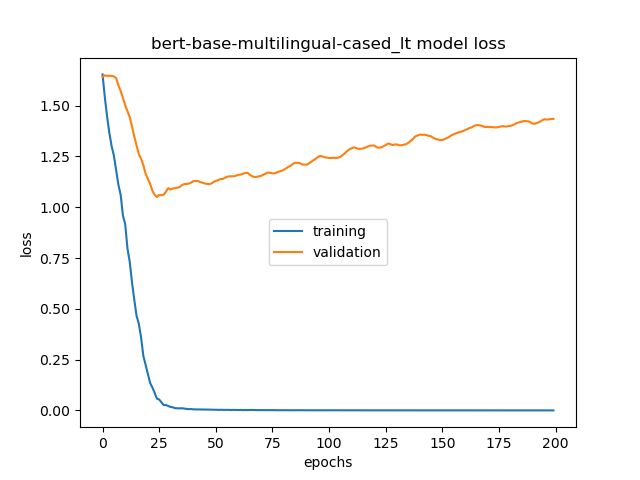 bert-base-multilingual-cased_lt model loss
loss
1.50
1.25
1.00
0.75
0.50
0.25
0.00
training
validation
0 25 50 75 100 125 150 175 200
epochs